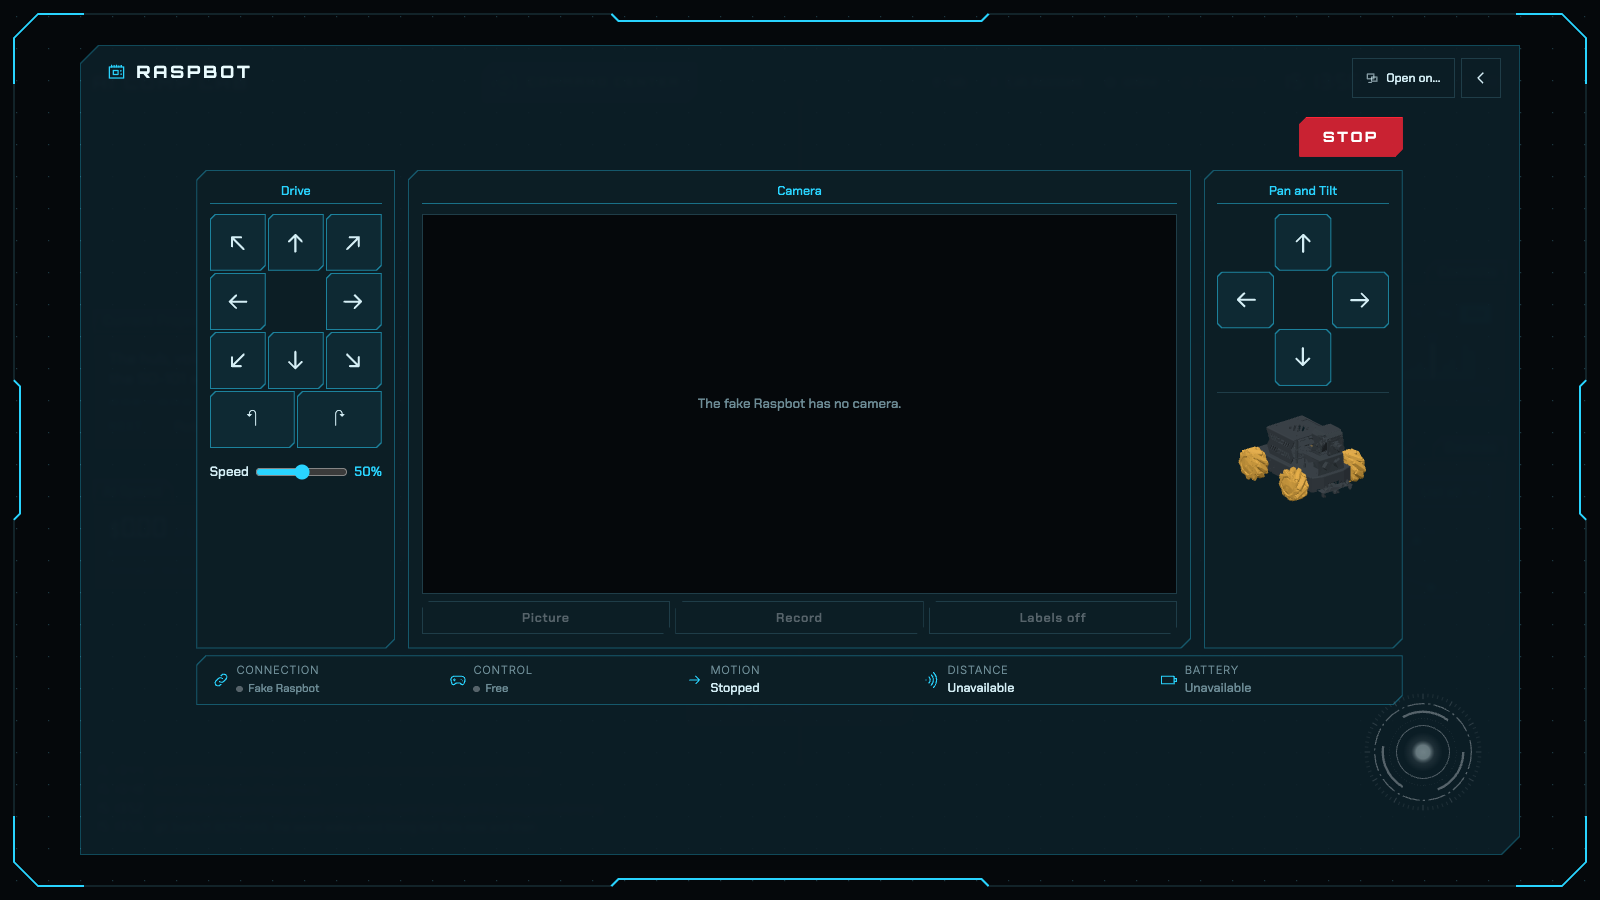 RASPBOT
Open on...
STOP
Drive
Camera
Pan and Tilt
The fake Raspbot has no camera.
Speed 50%
Picture
Record
Labels off
CONNECTION
Fake Raspbot
CONTROL
Free
MOTION
Stopped
DISTANCE
Unavailable
BATTERY
Unavailable